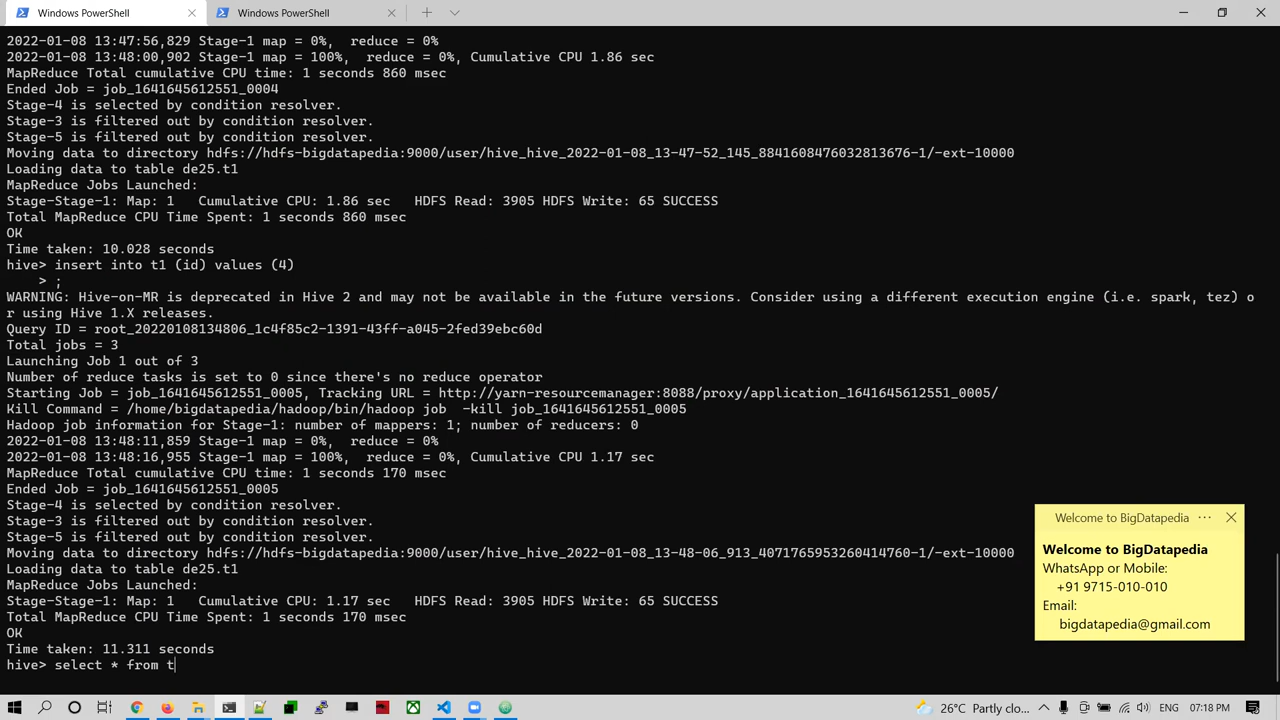 Windows PowerShell
Windows PowerShell
2022-01-08 13:47:56,829 Stage-1 map = 0%,  reduce = 0%
2022-01-08 13:48:00,902 Stage-1 map = 100%,  reduce = 0%, Cumulative CPU 1.86 sec
MapReduce Total cumulative CPU time: 1 seconds 860 msec
Ended Job = job_1641645612551_0004
Stage-4 is selected by condition resolver.
Stage-3 is filtered out by condition resolver.
Stage-5 is filtered out by condition resolver.
Moving data to directory hdfs://hdfs-bigdatapedia:9000/user/hive_hive_2022-01-08_13-47-52_145_8841608476032813676-1/-ext-10000
Loading data to table de25.t1
MapReduce Jobs Launched:
Stage-Stage-1: Map: 1   Cumulative CPU: 1.86 sec   HDFS Read: 3905 HDFS Write: 65 SUCCESS
Total MapReduce CPU Time Spent: 1 seconds 860 msec
OK
Time taken: 10.028 seconds
hive> insert into t1 (id) values (4)
    > ;
WARNING: Hive-on-MR is deprecated in Hive 2 and may not be available in the future versions. Consider using a different execution engine (i.e. spark, tez) o
r using Hive 1.X releases.
Query ID = root_20220108134806_1c4f85c2-1391-43ff-a045-2fed39ebc60d
Total jobs = 3
Launching Job 1 out of 3
Number of reduce tasks is set to 0 since there's no reduce operator
Starting Job = job_1641645612551_0005, Tracking URL = http://yarn-resourcemanager:8088/proxy/application_1641645612551_0005/
Kill Command = /home/bigdatapedia/hadoop/bin/hadoop job  -kill job_1641645612551_0005
Hadoop job information for Stage-1: number of mappers: 1; number of reducers: 0
2022-01-08 13:48:11,859 Stage-1 map = 0%,  reduce = 0%
2022-01-08 13:48:16,955 Stage-1 map = 100%,  reduce = 0%, Cumulative CPU 1.17 sec
MapReduce Total cumulative CPU time: 1 seconds 170 msec
Ended Job = job_1641645612551_0005
Stage-4 is selected by condition resolver.
Stage-3 is filtered out by condition resolver.
Stage-5 is filtered out by condition resolver.
Moving data to directory hdfs://hdfs-bigdatapedia:9000/user/hive_hive_2022-01-08_13-48-06_913_4071765953260414760-1/-ext-10000
Loading data to table de25.t1
MapReduce Jobs Launched:
Stage-Stage-1: Map: 1   Cumulative CPU: 1.17 sec   HDFS Read: 3905 HDFS Write: 65 SUCCESS
Total MapReduce CPU Time Spent: 1 seconds 170 msec
OK
Time taken: 11.311 seconds
hive> select * from t
Welcome to BigDatapedia
Welcome to BigDatapedia
WhatsApp or Mobile:
+91 9715-010-010
Email:
bigdatapedia@gmail.com
26°C Partly clo...
ENG
07:18 PM